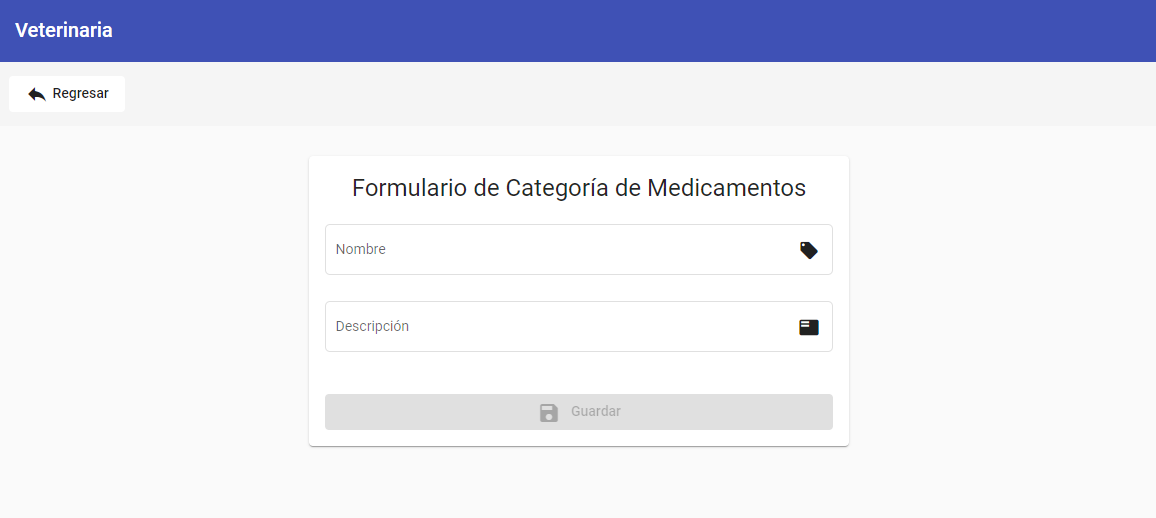 Veterinaria
Regresar
Formulario de Categoría de Medicamentos
Nombre
Descripción
Guardar